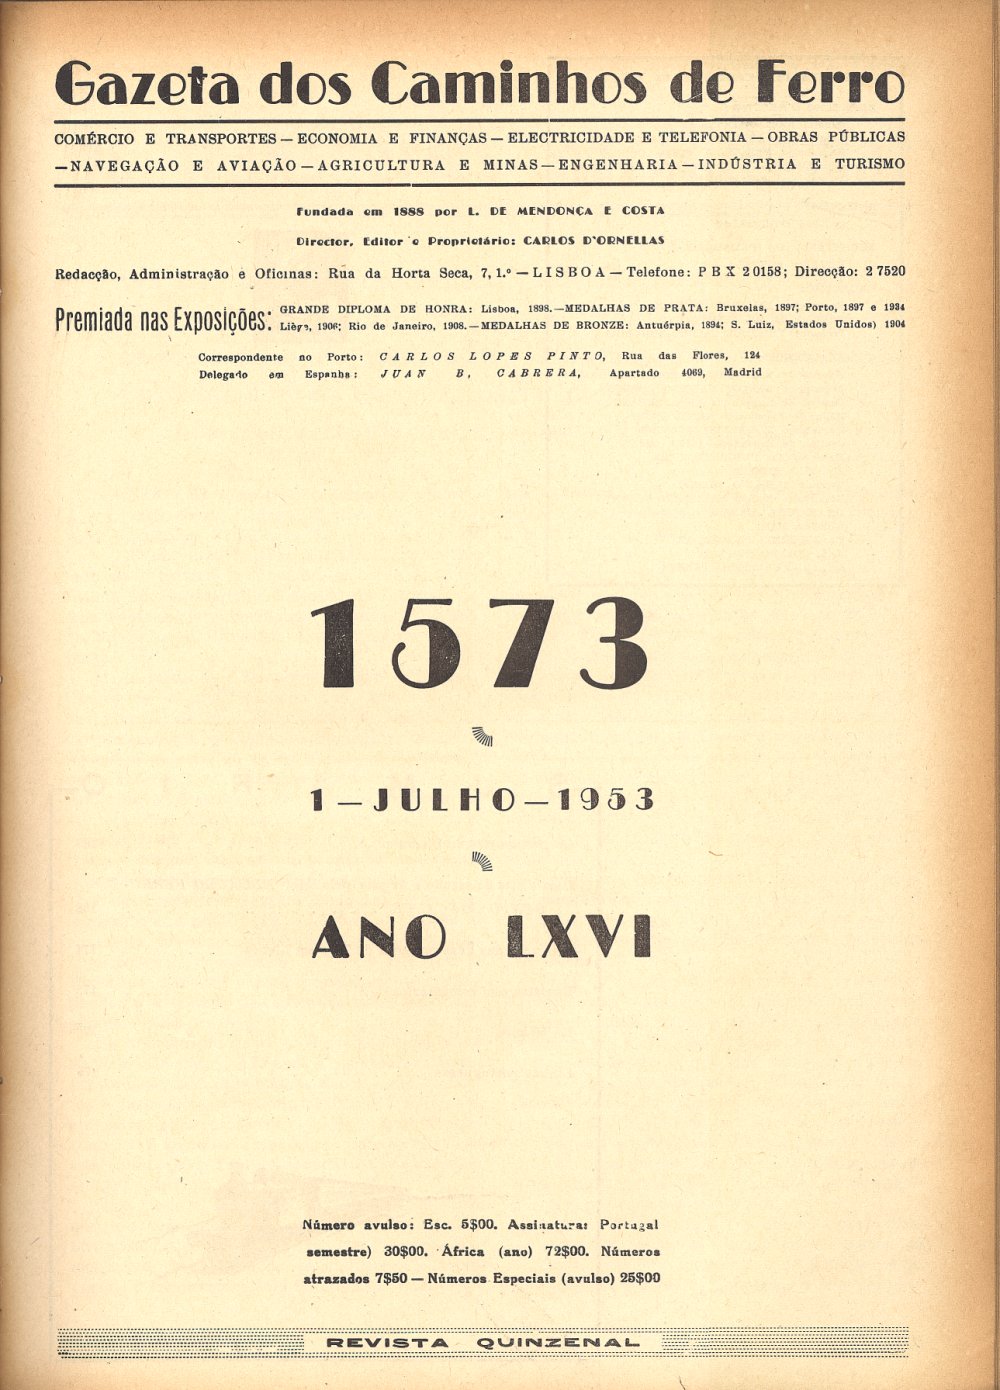 Gazeta dos Caminhos de Ferro
COMÉRCIO E TRANSPORTES — ECONOMIA E FINANÇAS — ELECTRICIDADE E TELEFONIA — OBRAS PÚBLICAS
—NAVEGAÇÃO E AVIAÇÃO — AGRICULTURA E MINAS — ENGENHARIA — INDÚSTRIA E TURISMO
Fundada em 1888 por L. DE MENDONÇA E COSTA
Director, Editor e Proprietário: CARLOS D'ORNELLAS
Redacção, Administração e Oficinas: Rua da Horta Seca, 7, 1.º — LISBOA — Telefone: PBX 20158; Direcção: 27520
Premiada nas Exposições:
GRANDE DIPLOMA DE HONRA: Lisboa, 1898.—MEDALHAS DE PRATA: Bruxelas, 1897; Porto, 1897 e 1934
Liège, 1906; Rio de Janeiro, 1908.—MEDALHAS DE BRONZE: Antuérpia, 1894; S. Luiz, Estados Unidos) 1904
Correspondente no Porto: CARLOS LOPES PINTO, Rua das Flores, 124
Delegado em Espanha: JUAN B, CABRERA, Apartado 4069, Madrid
1573
1 — JULHO — 1953
ANO LXVI
Número avulso: Esc. 5$00. Assinatura: Portugal
semestre) 30$00. África (ano) 72$00. Números
atrazados 7$50 — Números Especiais (avulso) 25$00
REVISTA QUINZENAL